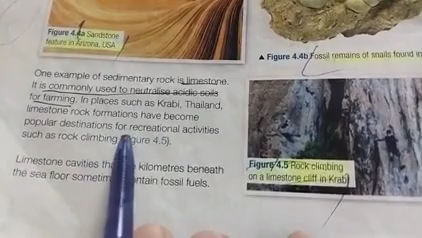 Figure 4.4a Sandstone
feature in Arizona, USA
▲ Figure 4.4b Fossil remains of snails found in
One example of sedimentary rock is limestone.
It is commonly used to neutralise acidic soils
for farming. In places such as Krabi, Thailand,
limestone rock formations have become
popular destinations for recreational activities
such as rock climbing 4.5).
Limestone cavities kilometres beneath
the sea floor fossil fuels.
Figure 4.5 Rock climbing
on a limestone cliff in Krabi